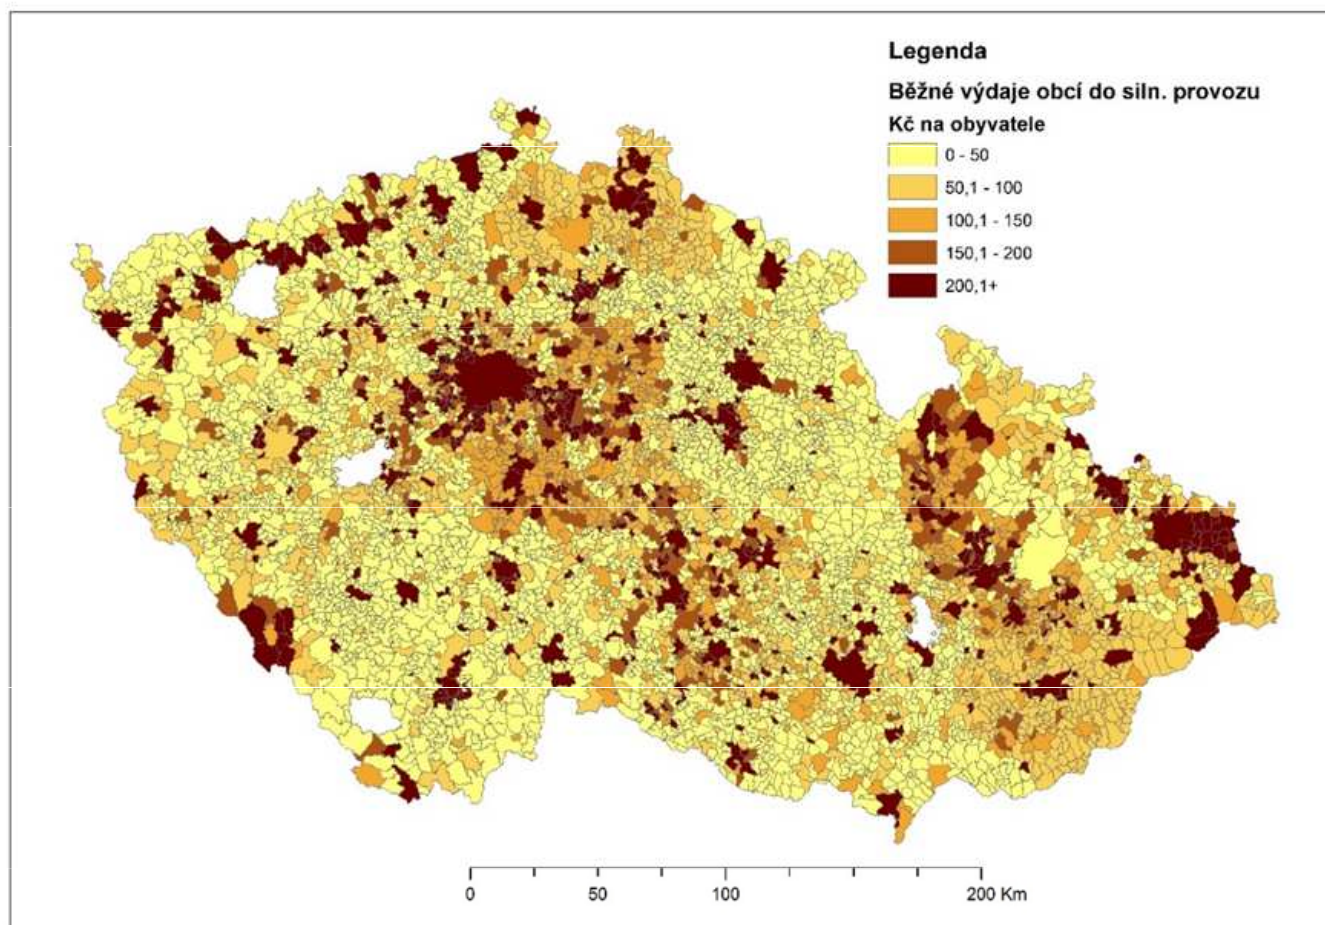 Legenda
Běžné výdaje obcí do siln. provozu
Kč na obyvatele
0 - 50
50,1 - 100
100,1 - 150
150,1 - 200
200,1+
0 50 100 200 Km